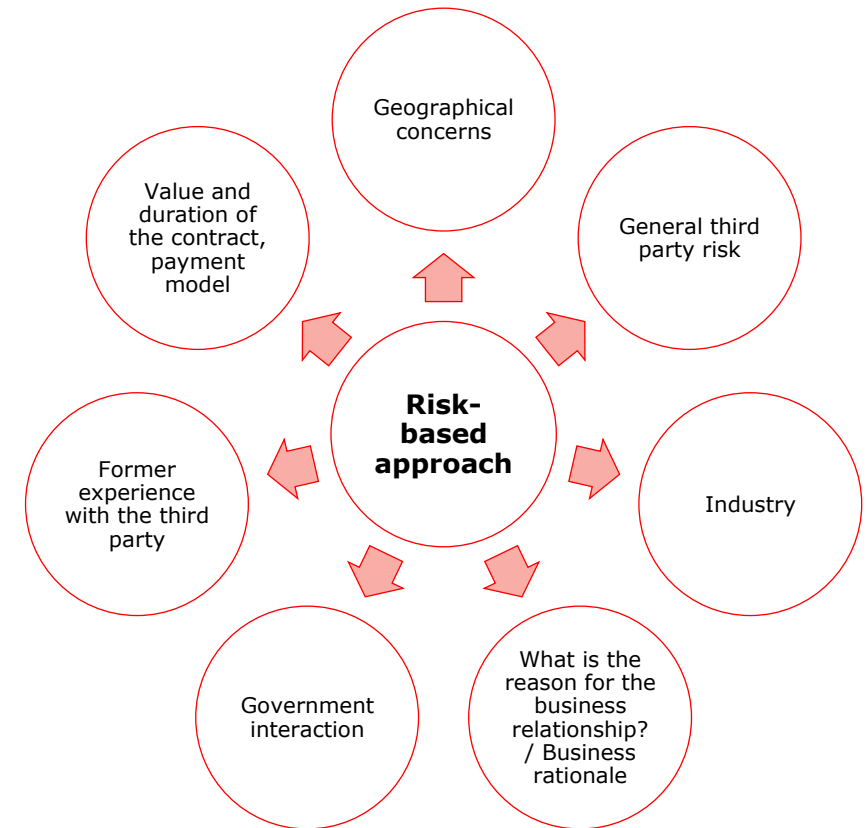 Geographical
concerns
General third
party risk
Industry
What is the
reason for the
business
relationship?
/ Business
rationale
Government
interaction
Former
experience
with the third
party
Value and
duration of
the contract,
payment
model
Risk-
based
approach